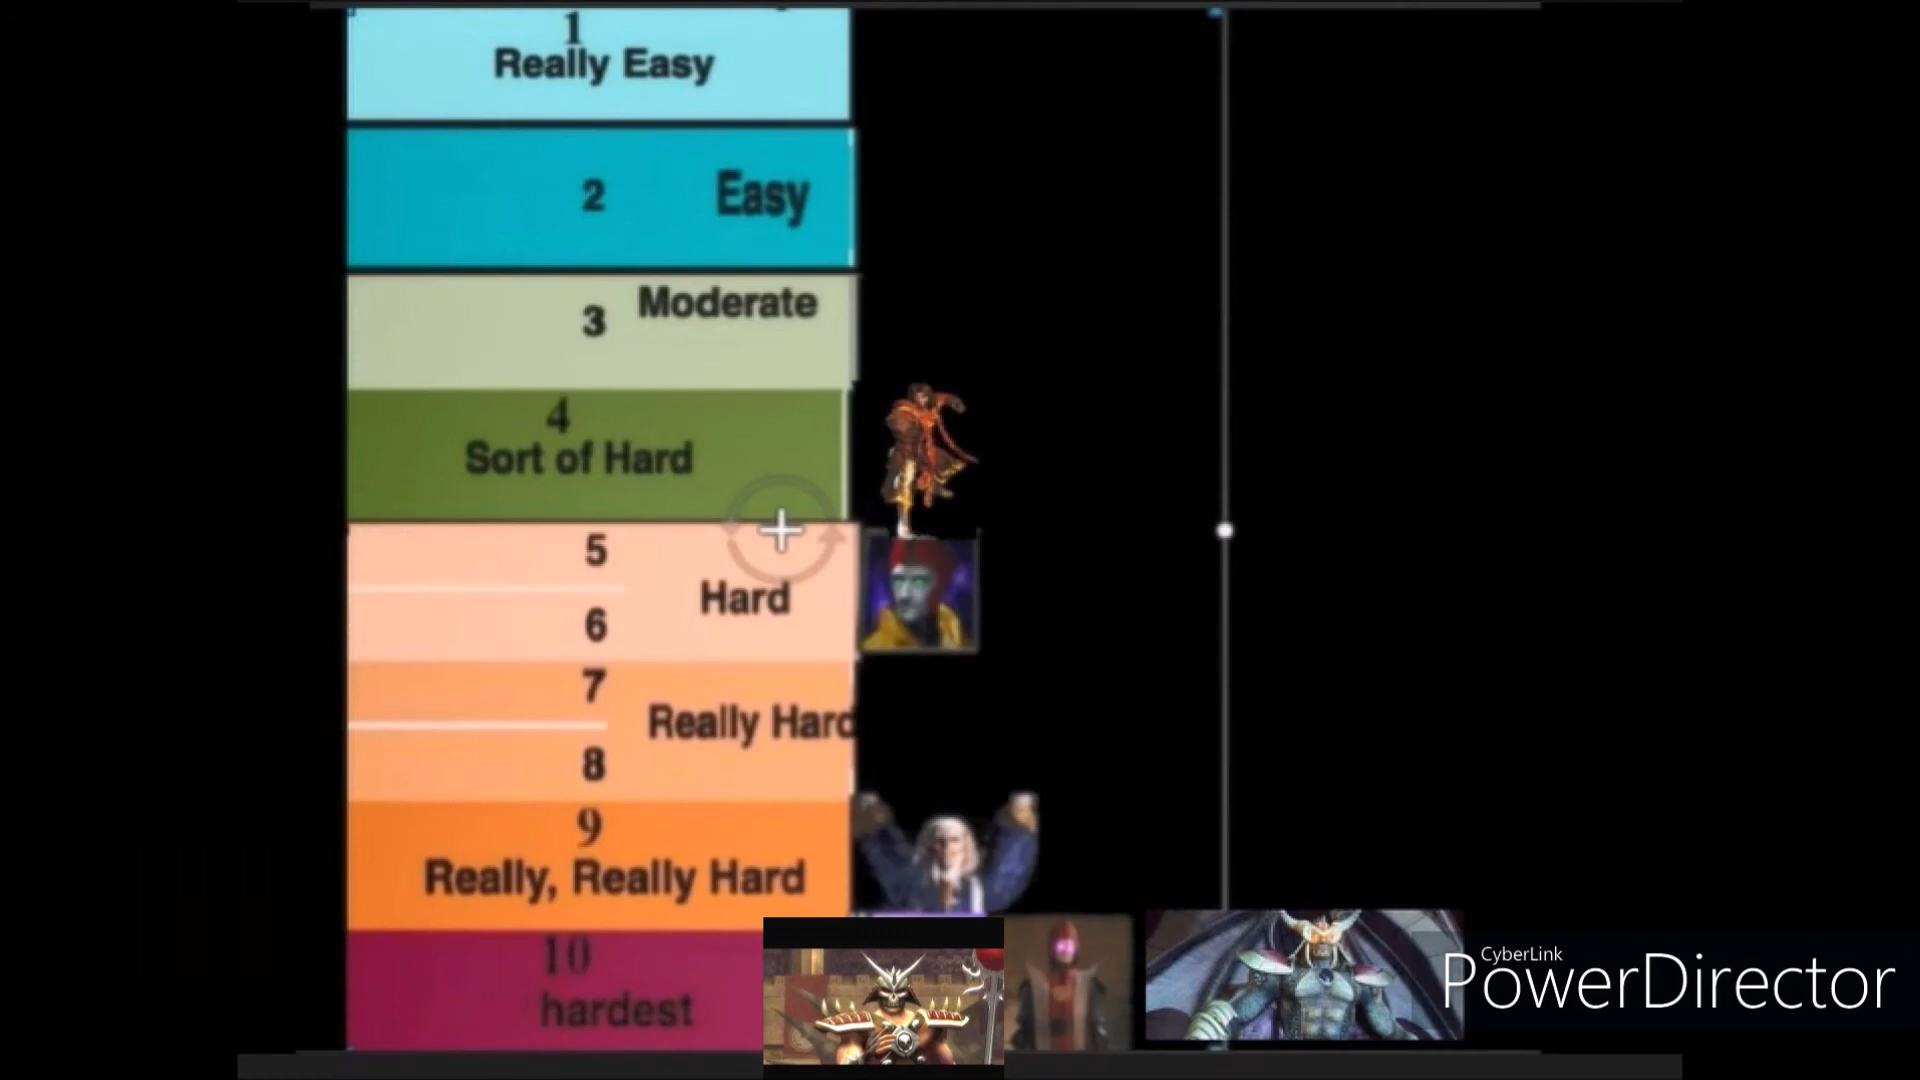 1
Really Easy
2
Easy
Moderate
3
4
Sort of Hard
5
Hard
6
7
Really Hard
8
9
Really, Really Hard
10
hardest
CyberLink
PowerDirector